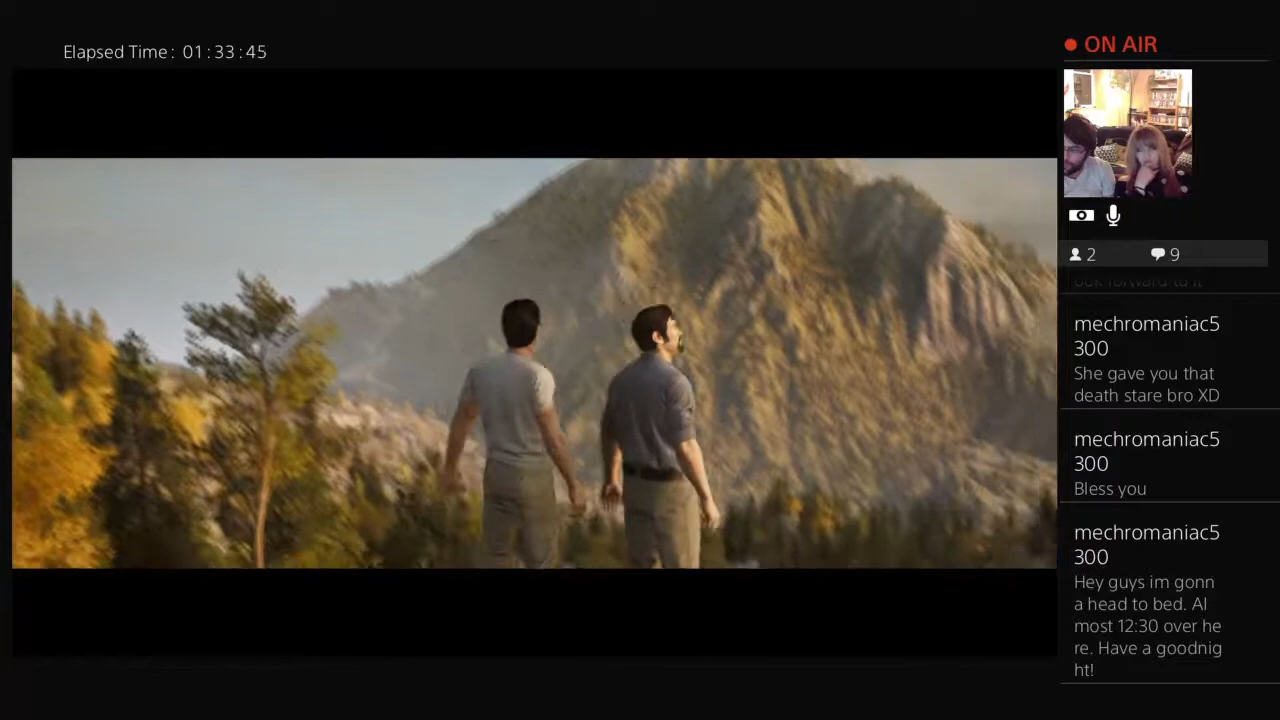 Elapsed Time: 01:33:45
ON AIR
2 9
mechromaniac5
300
She gave you that
death stare bro XD
mechromaniac5
300
Bless you
mechromaniac5
300
Hey guys im gonn
a head to bed. Al
most 12:30 over he
re. Have a goodnig
ht!